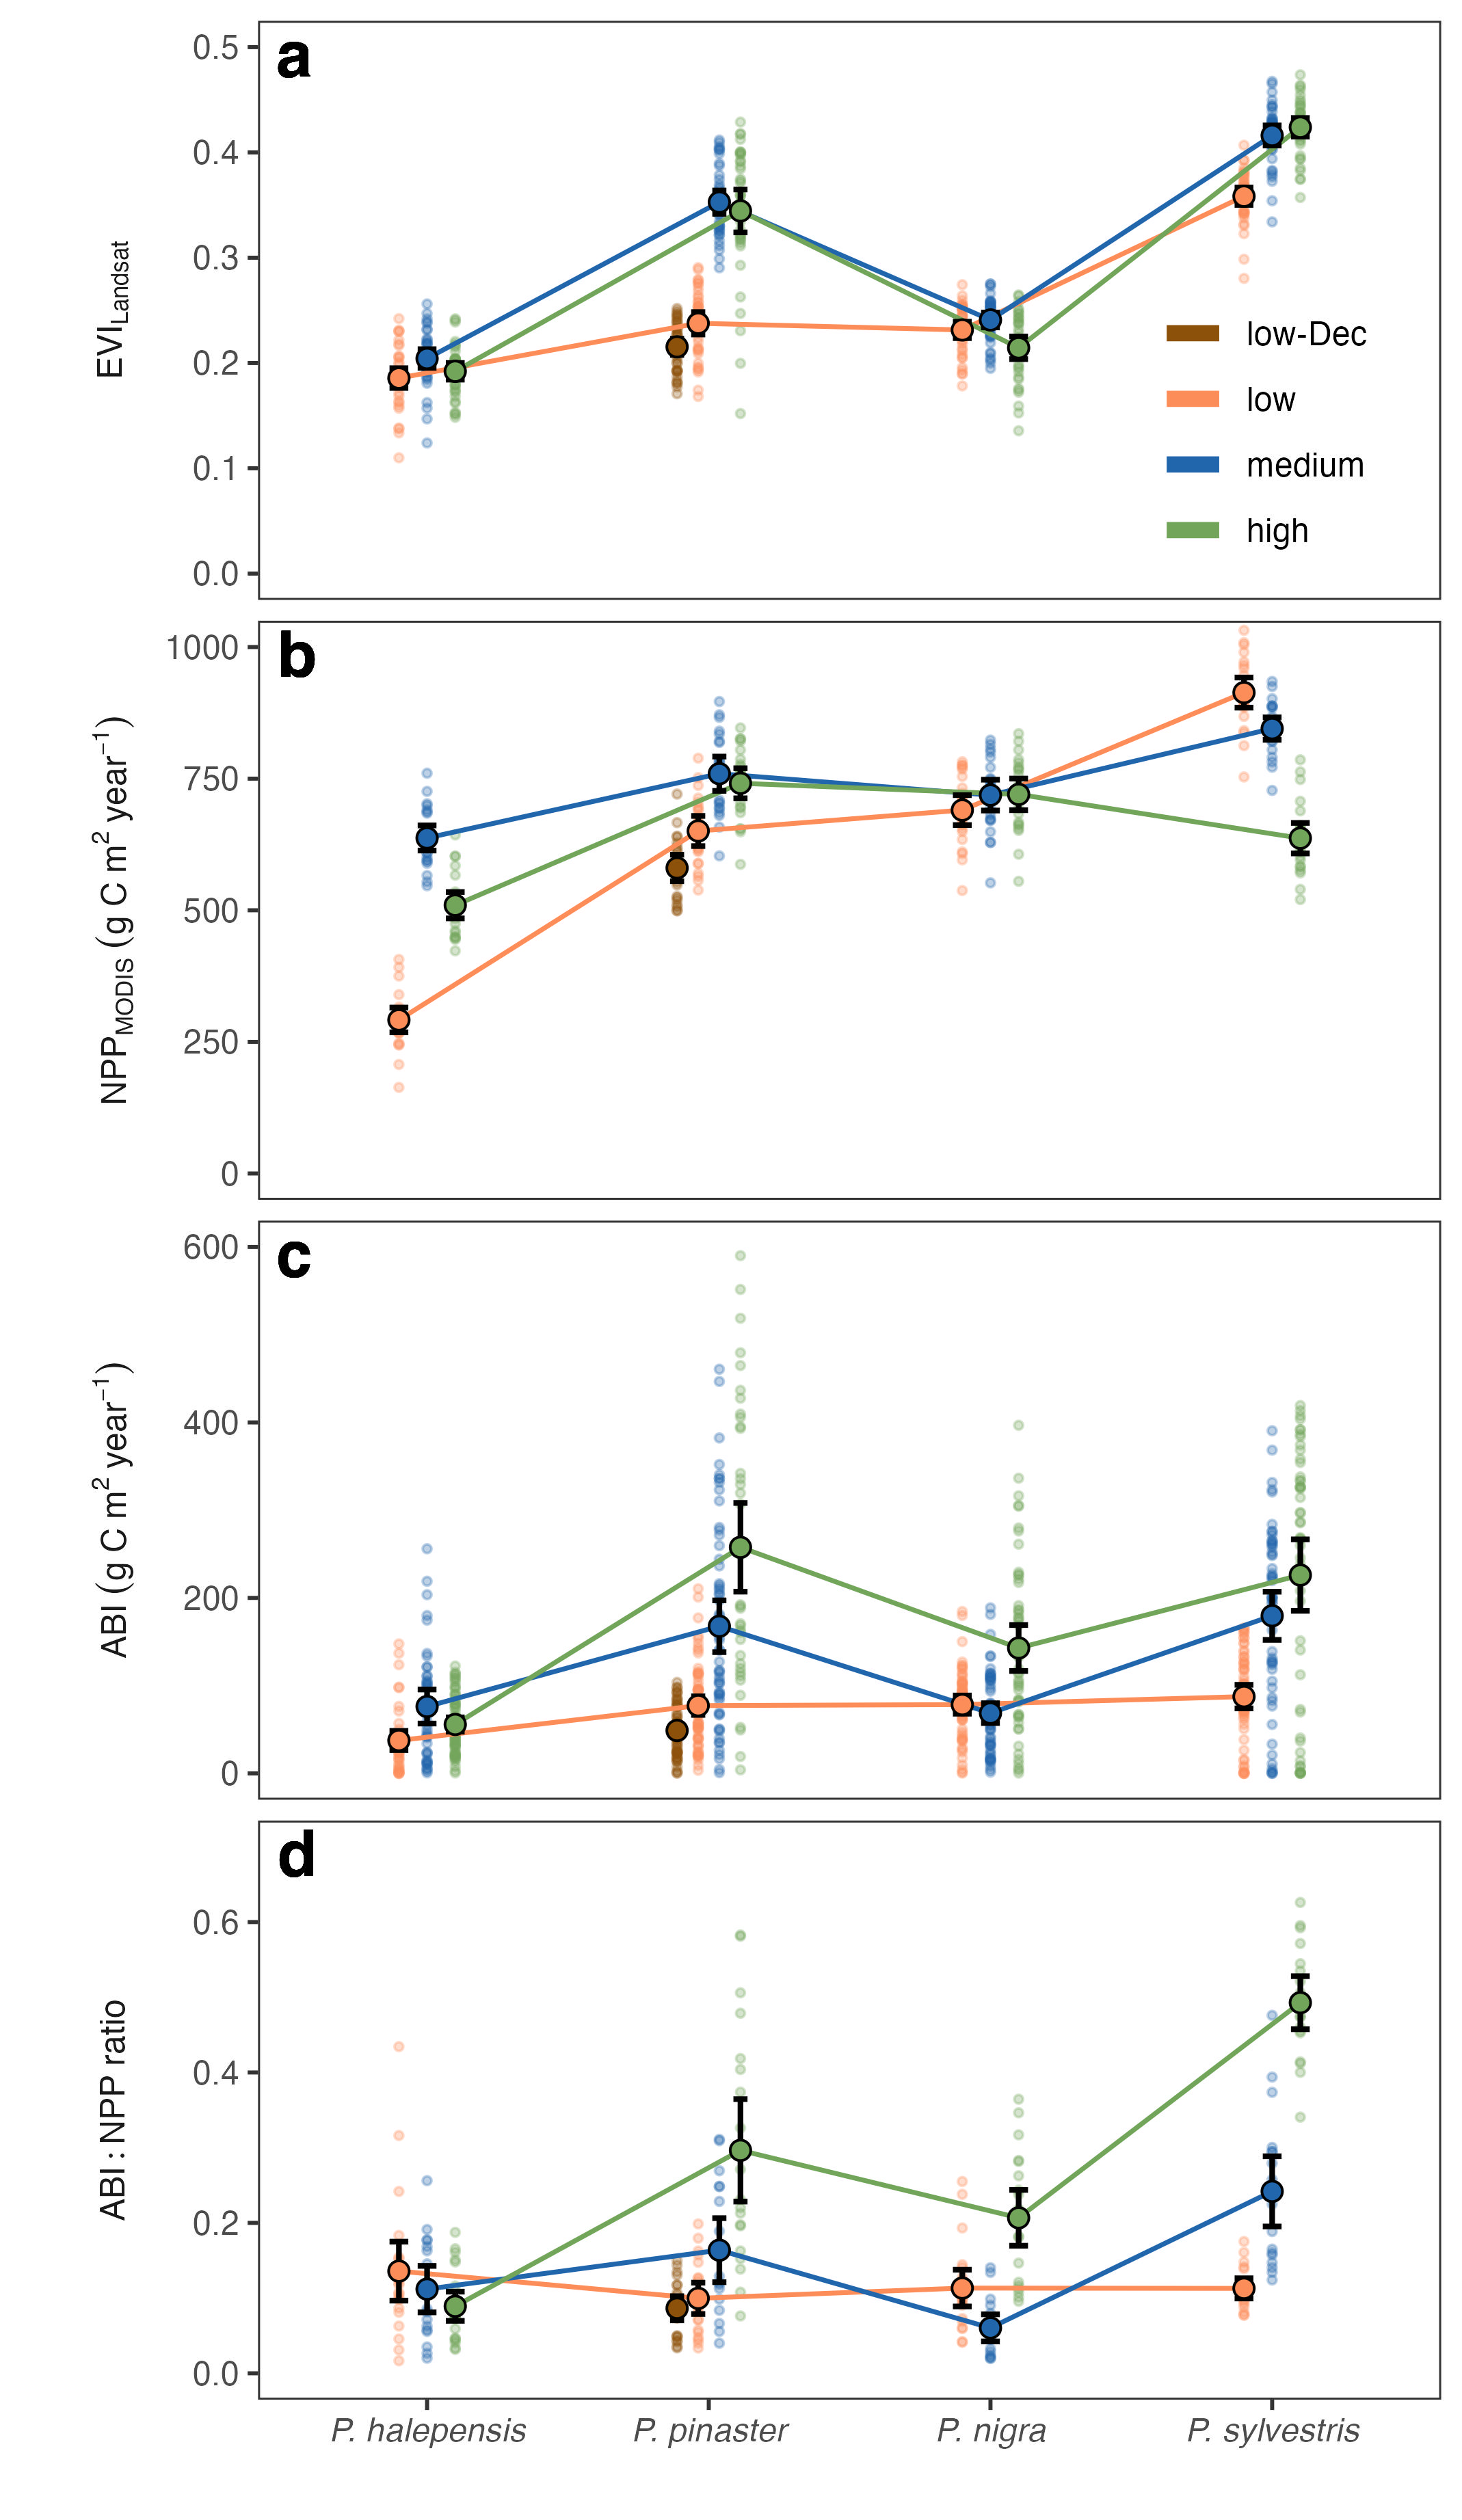 a
0.5
0.4
0.3
0.2
0.1
0.0
EVI_Landsat
low-Dec
low
medium
high
b
1000
750
500
250
0
NPP_MODIS (g C m² year⁻¹)
c
600
400
200
0
ABI (g C m² year⁻¹)
d
0.6
0.4
0.2
0.0
ABI:NPP ratio
P. halepensis P. pinaster P. nigra P. sylvestris